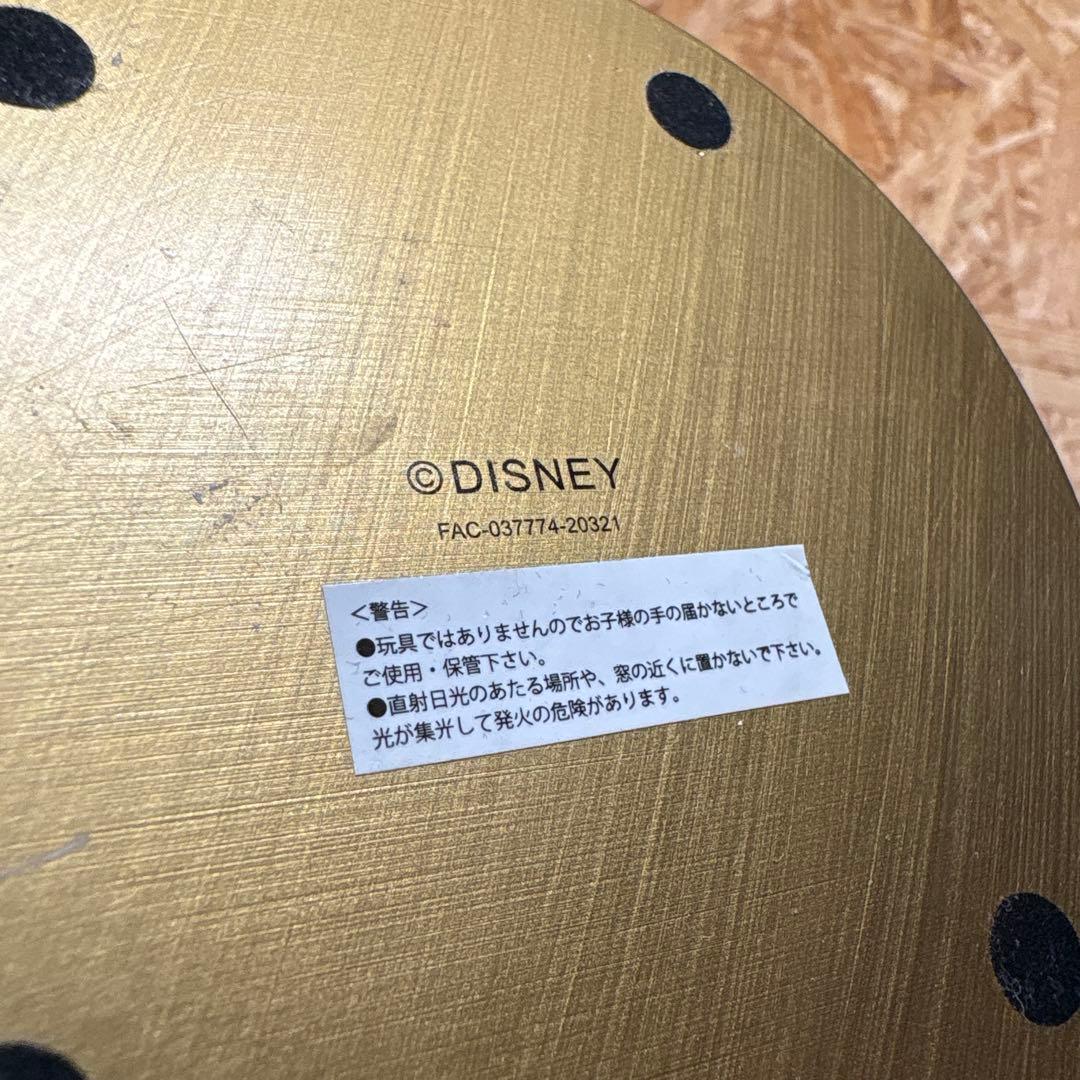 ©DISNEY
FAC-037774-20321
＜警告＞
●玩具ではありませんのでお子様の手の届かないところで
ご使用・保管下さい。
●直射日光のあたる場所や、窓の近くに置かないで下さい。
光が集光して発火の危険があります。